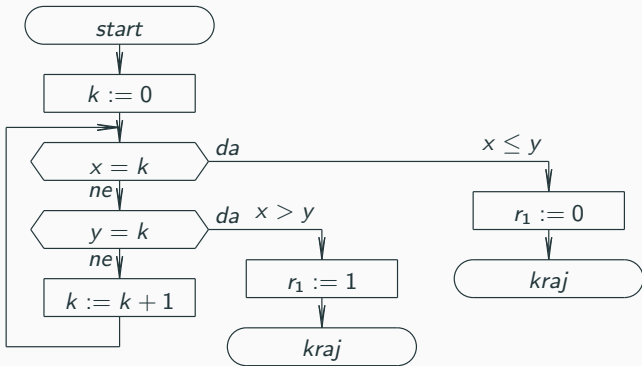 start
k := 0
x = k
da
x ≤ y
ne
r₁ := 0
y = k
da
x > y
ne
kraj
k := k + 1
r₁ := 1
kraj